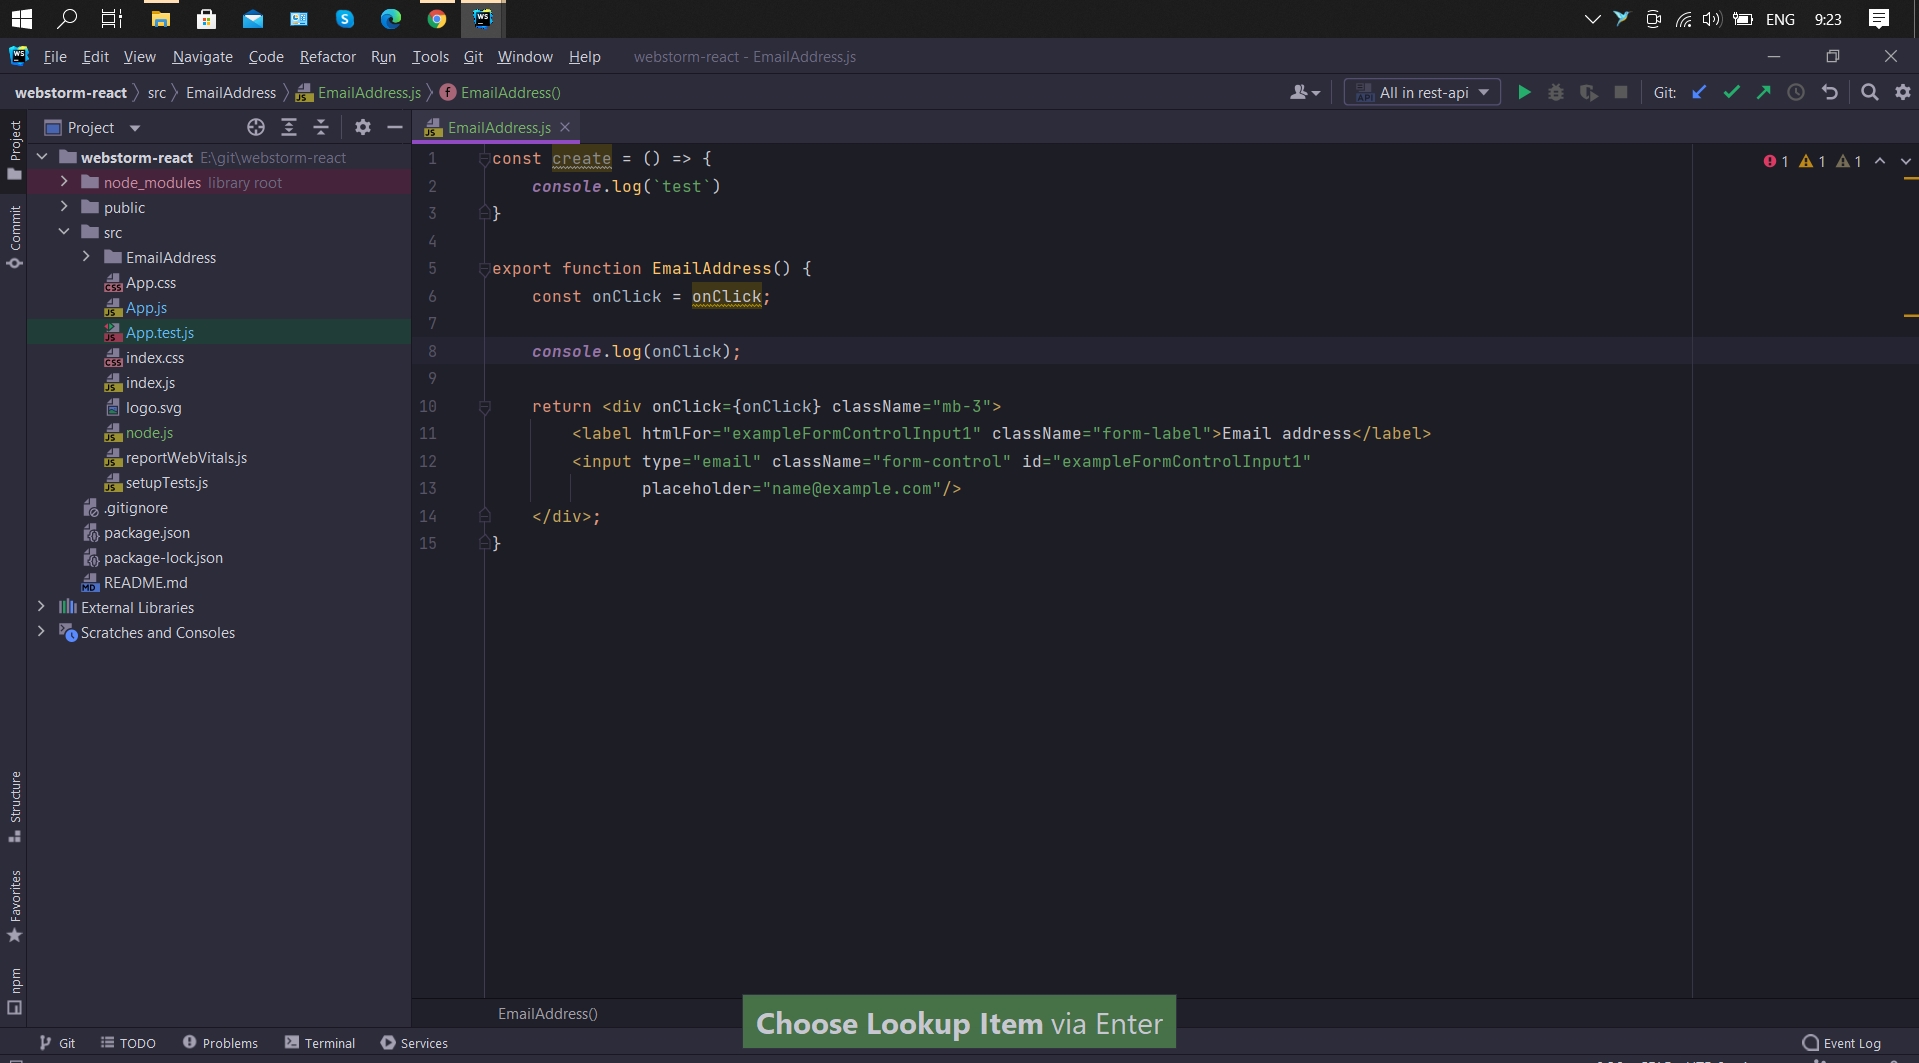 ENG 9:23
File Edit View Navigate Code Refactor Run Tools Git Window Help webstorm-react - EmailAddress.js
webstorm-react src EmailAddress EmailAddress.js EmailAddress() All in rest-api Git:
Project EmailAddress.js
Project
Commit
Structure
Favorites
npm
webstorm-react E:\git\webstorm-react
node_modules library root
public
src
EmailAddress
App.css
App.js
App.test.js
index.css
index.js
logo.svg
node.js
reportWebVitals.js
setupTests.js
.gitignore
package.json
package-lock.json
README.md
External Libraries
Scratches and Consoles
1 const create = () => {
2 console.log(`test`)
3 }
4
5 export function EmailAddress() {
6 const onClick = onClick;
7
8 console.log(onClick);
9
10 return <div onClick={onClick} className="mb-3">
11 <label htmlFor="exampleFormControlInput1" className="form-label">Email address</label>
12 <input type="email" className="form-control" id="exampleFormControlInput1"
13 placeholder="name@example.com"/>
14 </div>;
15 }
1 1 1
EmailAddress()
Choose Lookup Item via Enter
Git TODO Problems Terminal Services Event Log